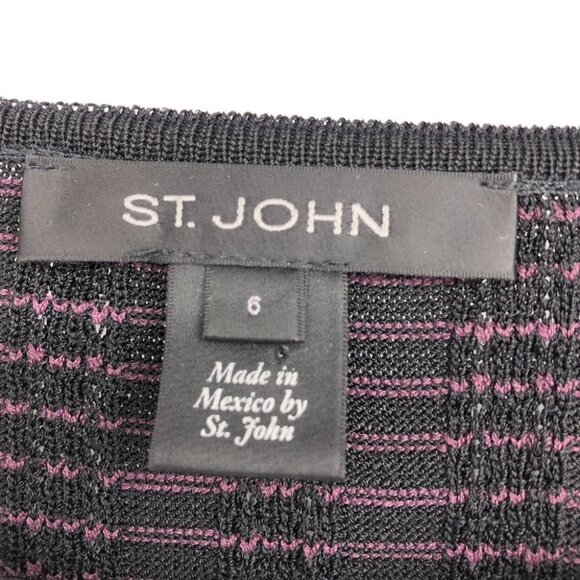 ST. JOHN
6
Made in
Mexico by
St. John